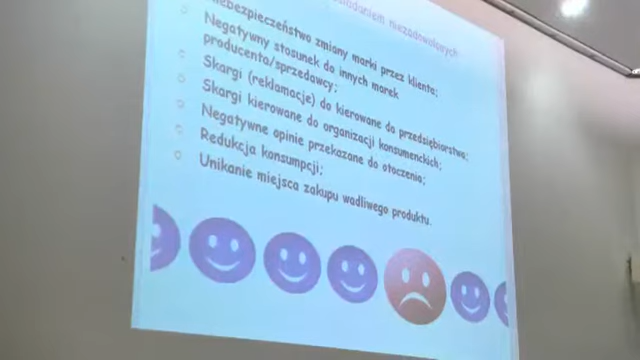 niezadowolonych
Niebezpieczeństwo zmiany marki przez klienta;
Negatywny stosunek do innych marek
producenta/sprzedawcy;
Skargi (reklamacje) do kierowane do przedsiębiorstwa;
Skargi kierowane do organizacji konsumenckich;
Negatywne opinie przekazane do otoczenia;
Redukcja konsumpcji;
Unikanie miejsca zakupu wadliwego produktu.